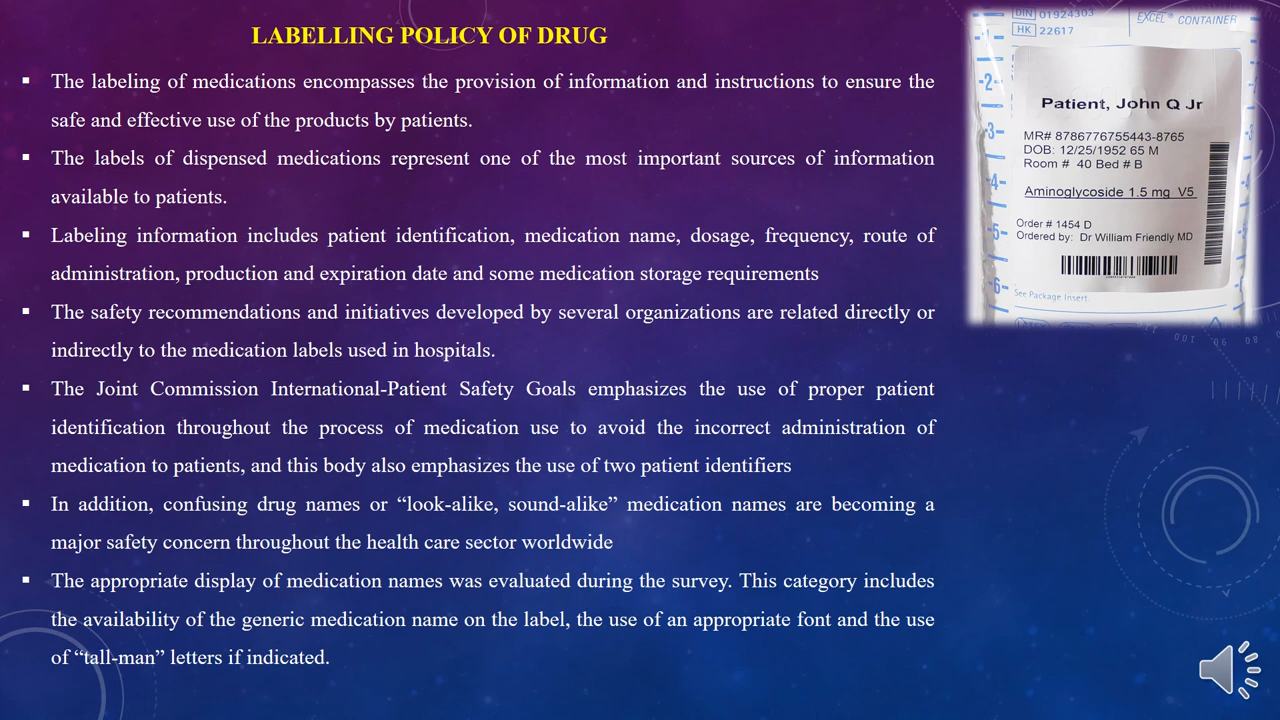 LABELLING POLICY OF DRUG
▪ The labeling of medications encompasses the provision of information and instructions to ensure the
safe and effective use of the products by patients.
▪ The labels of dispensed medications represent one of the most important sources of information
available to patients.
▪ Labeling information includes patient identification, medication name, dosage, frequency, route of
administration, production and expiration date and some medication storage requirements
▪ The safety recommendations and initiatives developed by several organizations are related directly or
indirectly to the medication labels used in hospitals.
▪ The Joint Commission International-Patient Safety Goals emphasizes the use of proper patient
identification throughout the process of medication use to avoid the incorrect administration of
medication to patients, and this body also emphasizes the use of two patient identifiers
▪ In addition, confusing drug names or “look-alike, sound-alike” medication names are becoming a
major safety concern throughout the health care sector worldwide
▪ The appropriate display of medication names was evaluated during the survey. This category includes
the availability of the generic medication name on the label, the use of an appropriate font and the use
of “tall-man” letters if indicated.
DIN 01924303
EXCEL® CONTAINER
HK 22617
-1-
-2-
-3-
-4-
-5-
-6-
Patient, John Q Jr
MR# 8786776755443-8765
DOB: 12/25/1952 65 M
Room # 40 Bed # B
Aminoglycoside 1.5 mg V5
Order # 1454 D
Ordered by: Dr William Friendly MD
See Package Insert.